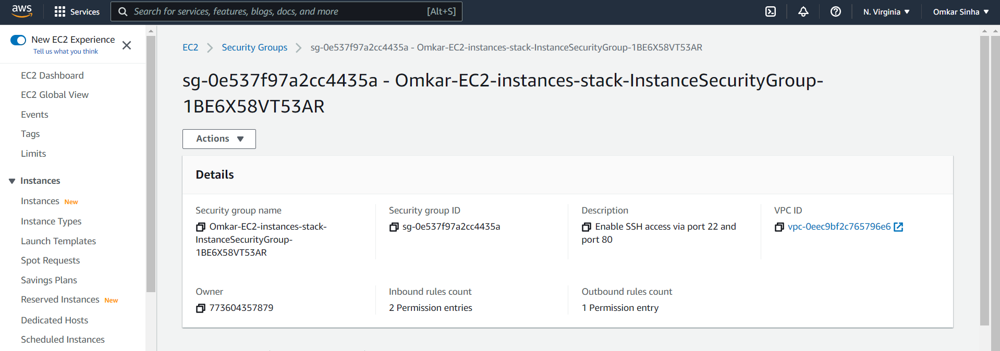 aws
Services
Search for services, features, blogs, docs, and more
[Alt+S]
N. Virginia
Omkar Sinha
New EC2 Experience
Tell us what you think
EC2 Dashboard
EC2 Global View
Events
Tags
Limits
Instances
Instances New
Instance Types
Launch Templates
Spot Requests
Savings Plans
Reserved Instances New
Dedicated Hosts
Scheduled Instances
EC2 > Security Groups > sg-0e537f97a2cc4435a - Omkar-EC2-instances-stack-InstanceSecurityGroup-1BE6X58VT53AR
sg-0e537f97a2cc4435a - Omkar-EC2-instances-stack-InstanceSecurityGroup-
1BE6X58VT53AR
Actions
Details
Security group name
Omkar-EC2-instances-stack-
InstanceSecurityGroup-
1BE6X58VT53AR
Security group ID
sg-0e537f97a2cc4435a
Description
Enable SSH access via port 22 and
port 80
VPC ID
vpc-0eec9bf2c765796e6
Owner
773604357879
Inbound rules count
2 Permission entries
Outbound rules count
1 Permission entry